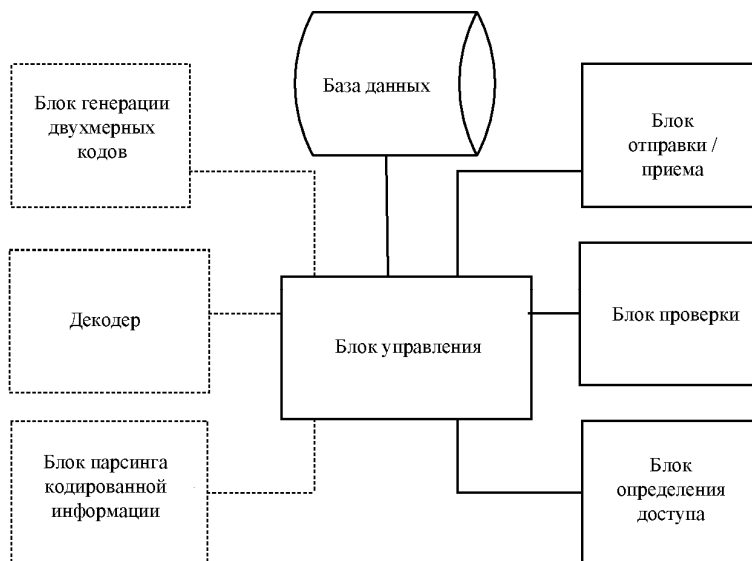 База данных
Блок генерации
двухмерных
кодов
Блок
отправки /
приема
Декодер
Блок управления
Блок проверки
Блок парсинга
кодированной
информации
Блок
определения
доступа